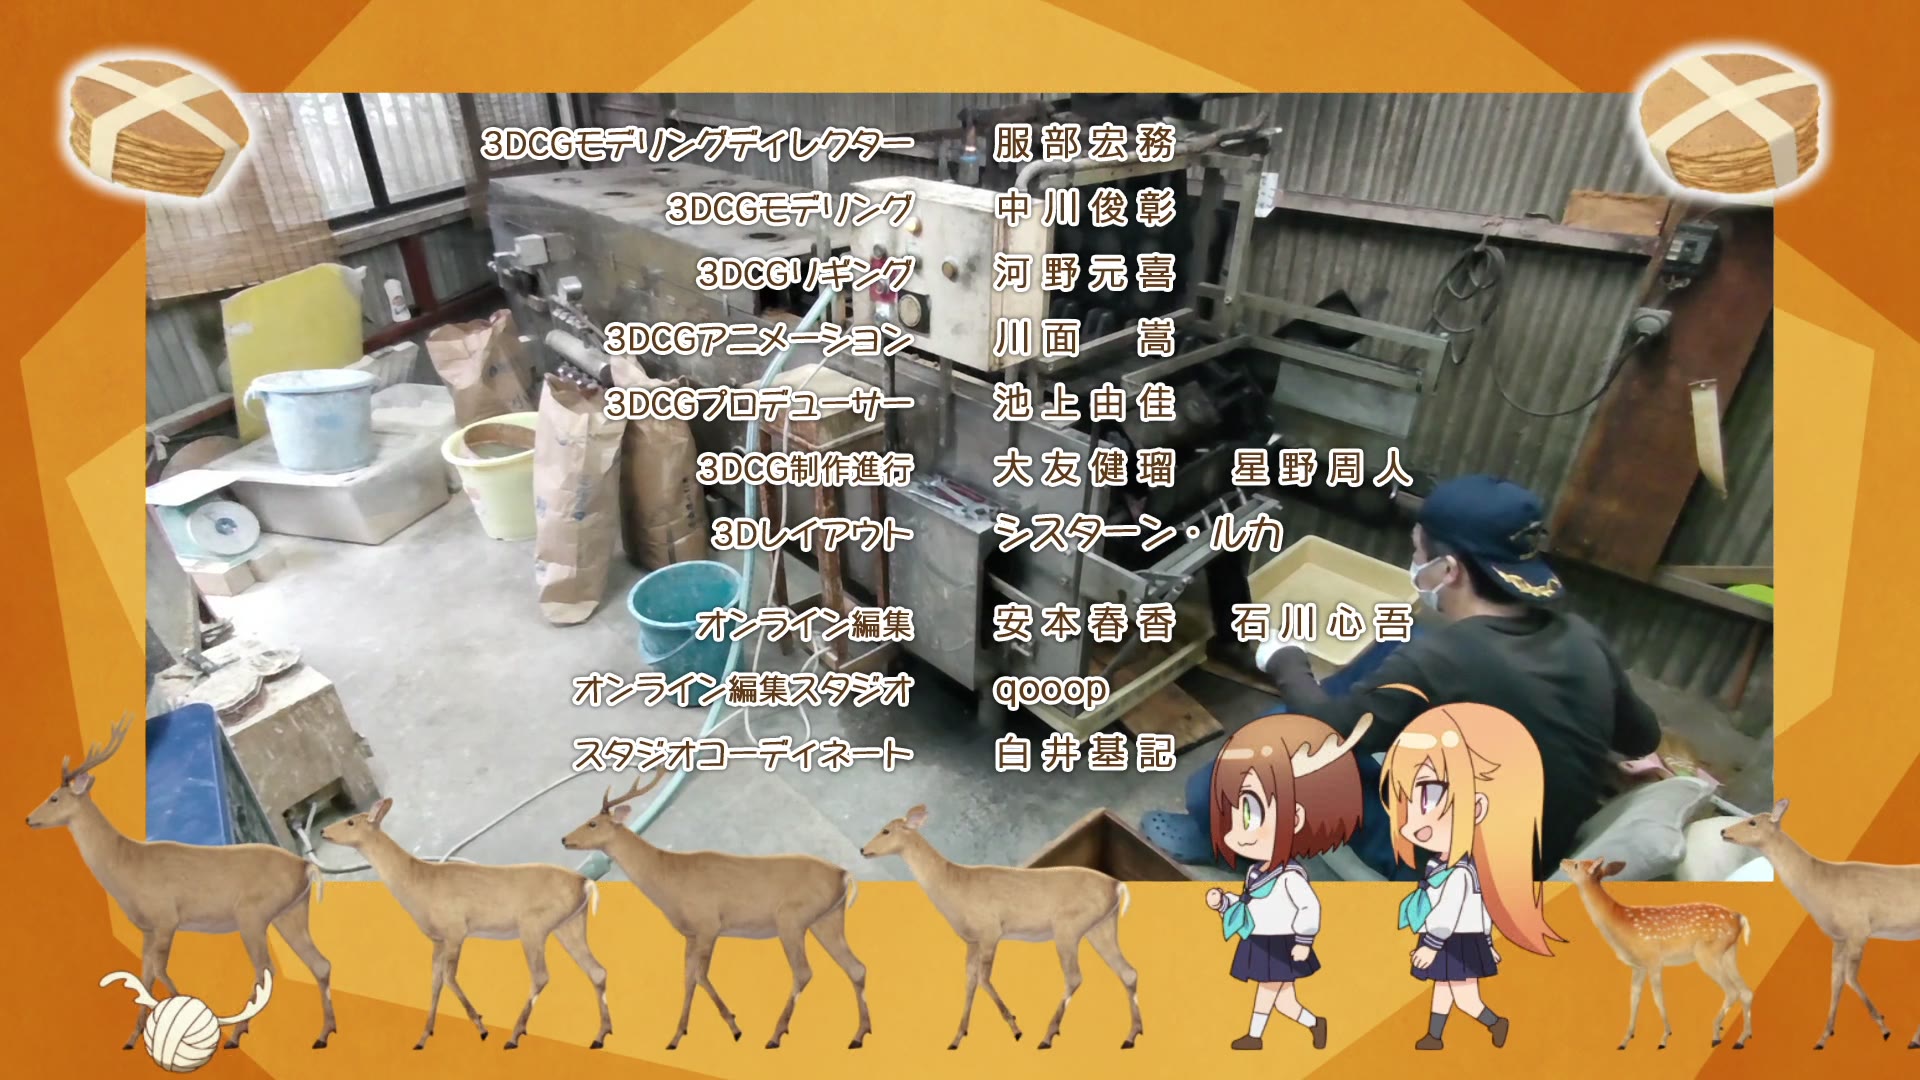 3DCGモデリングディレクター 服部宏務
3DCGモデリング 中川俊彰
3DCGリギング 河野元喜
3DCGアニメーション 川面 嵩
3DCGプロデューサー 池上由佳
3DCG制作進行 大友健瑠 星野周人
3Dレイアウト シスターン・ルカ
オンライン編集 安本春香 石川心吾
オンライン編集スタジオ qooop
スタジオコーディネート 白井基記